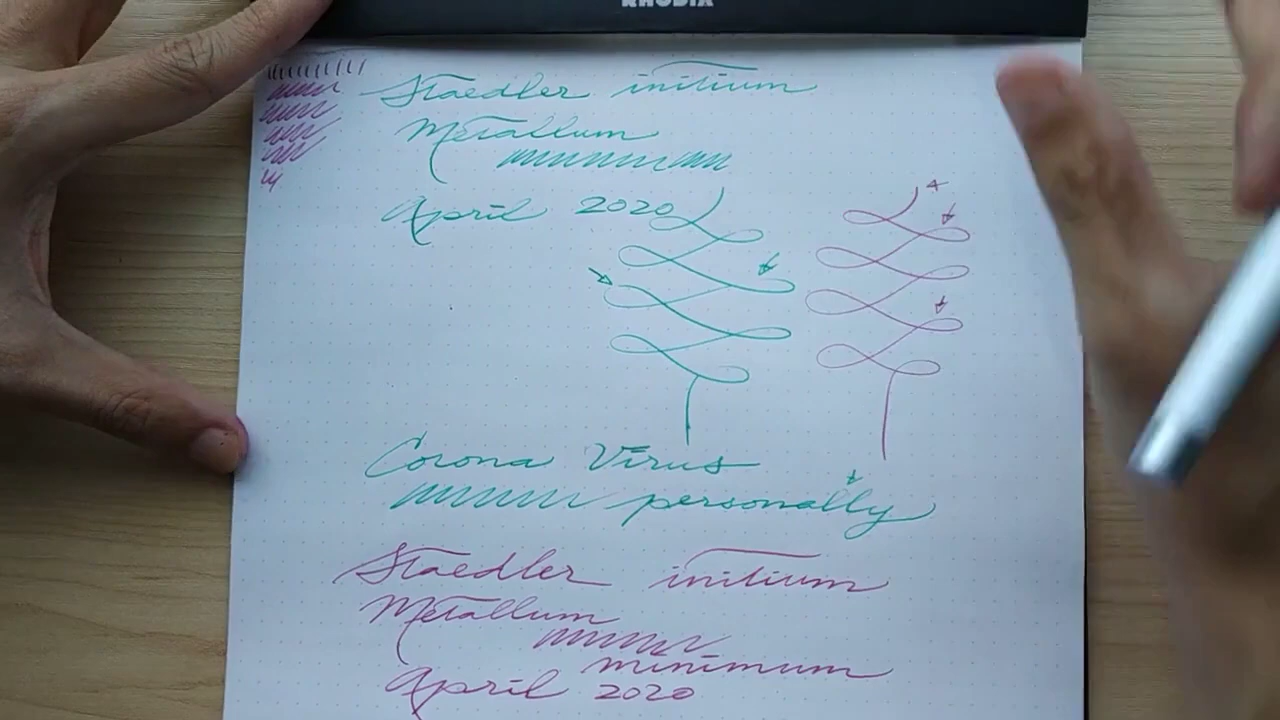 RHODIA
Staedler initium
Metallum
April 2020
Corona Virus
personally
Staedler initium
Metallum
minimum
April 2020